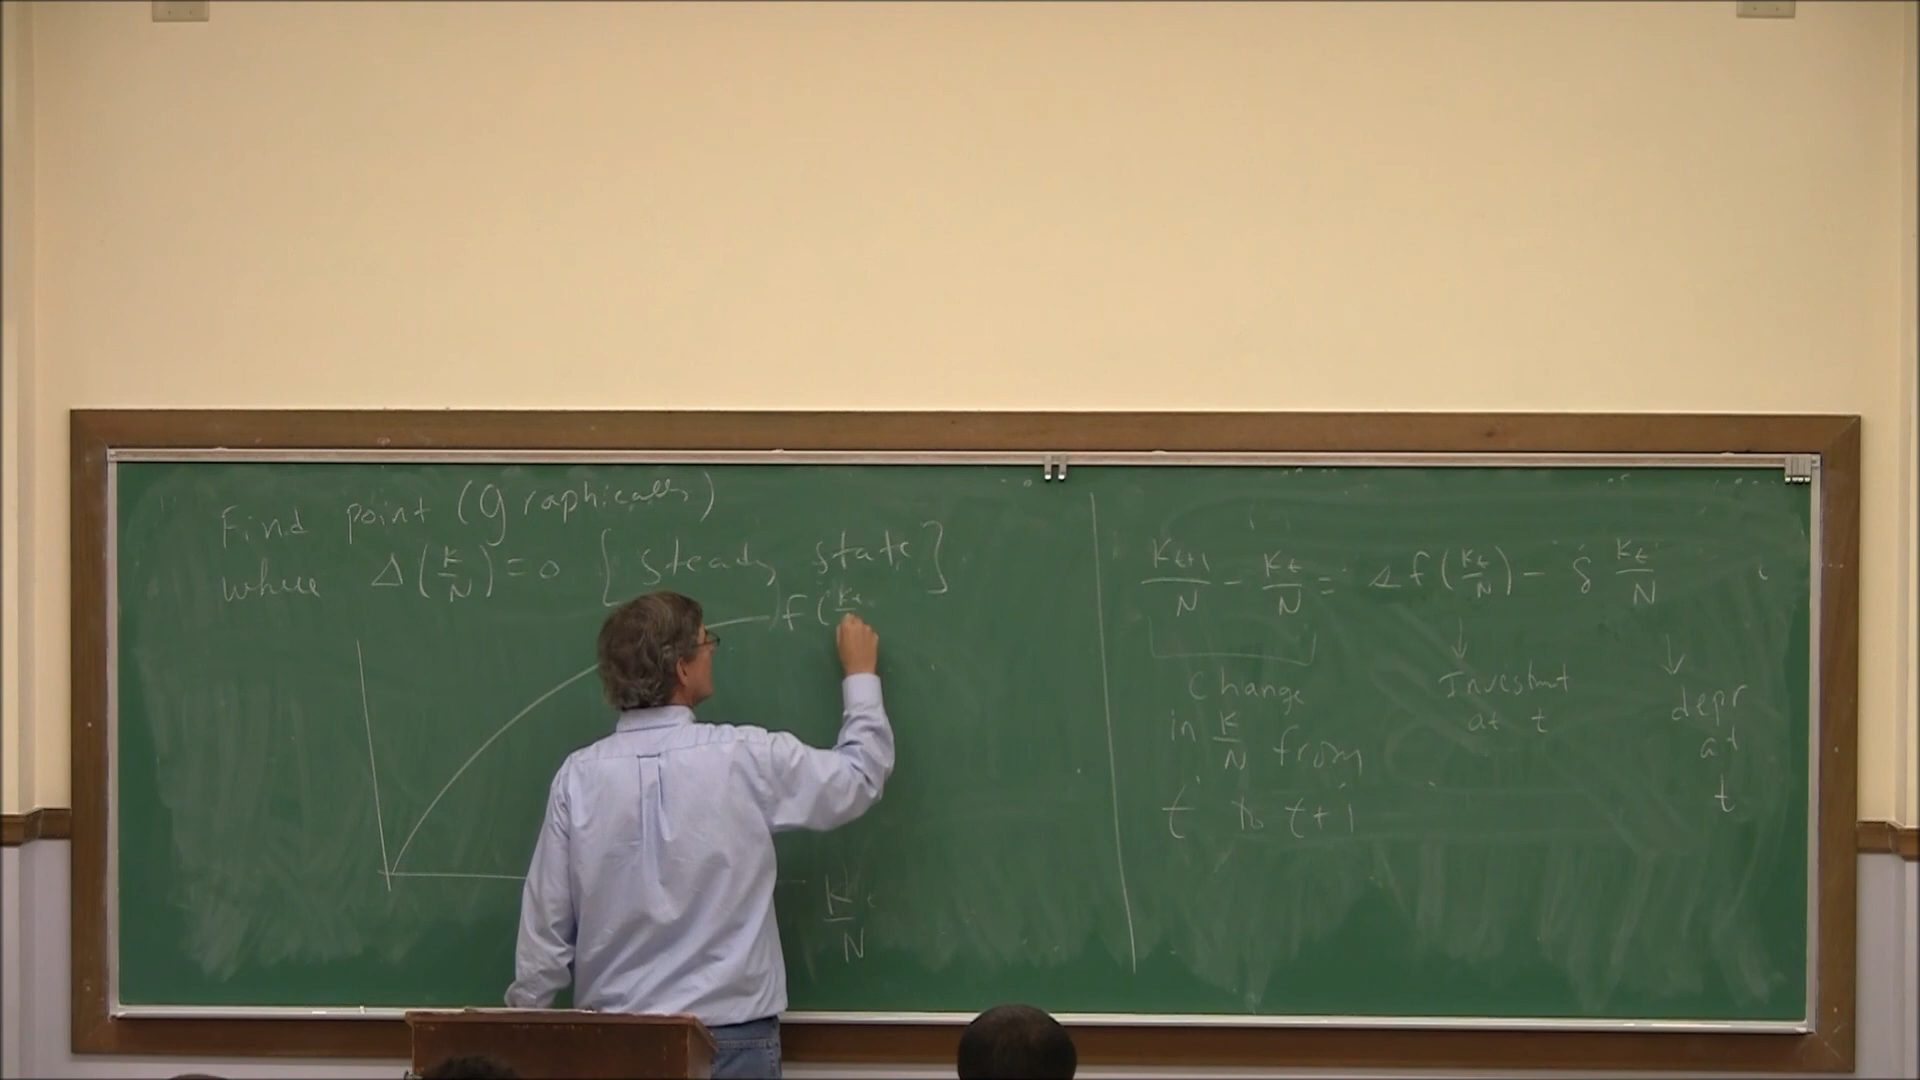 Find point (graphically)
where Δ(K/N) = 0 [steady state]
f(Kt
Kt/N
Kt+1/N - Kt/N = s f(Kt/N) - δ Kt/N
Change
in K/N from
t to t+1
Investmt
at t
depr
at
t